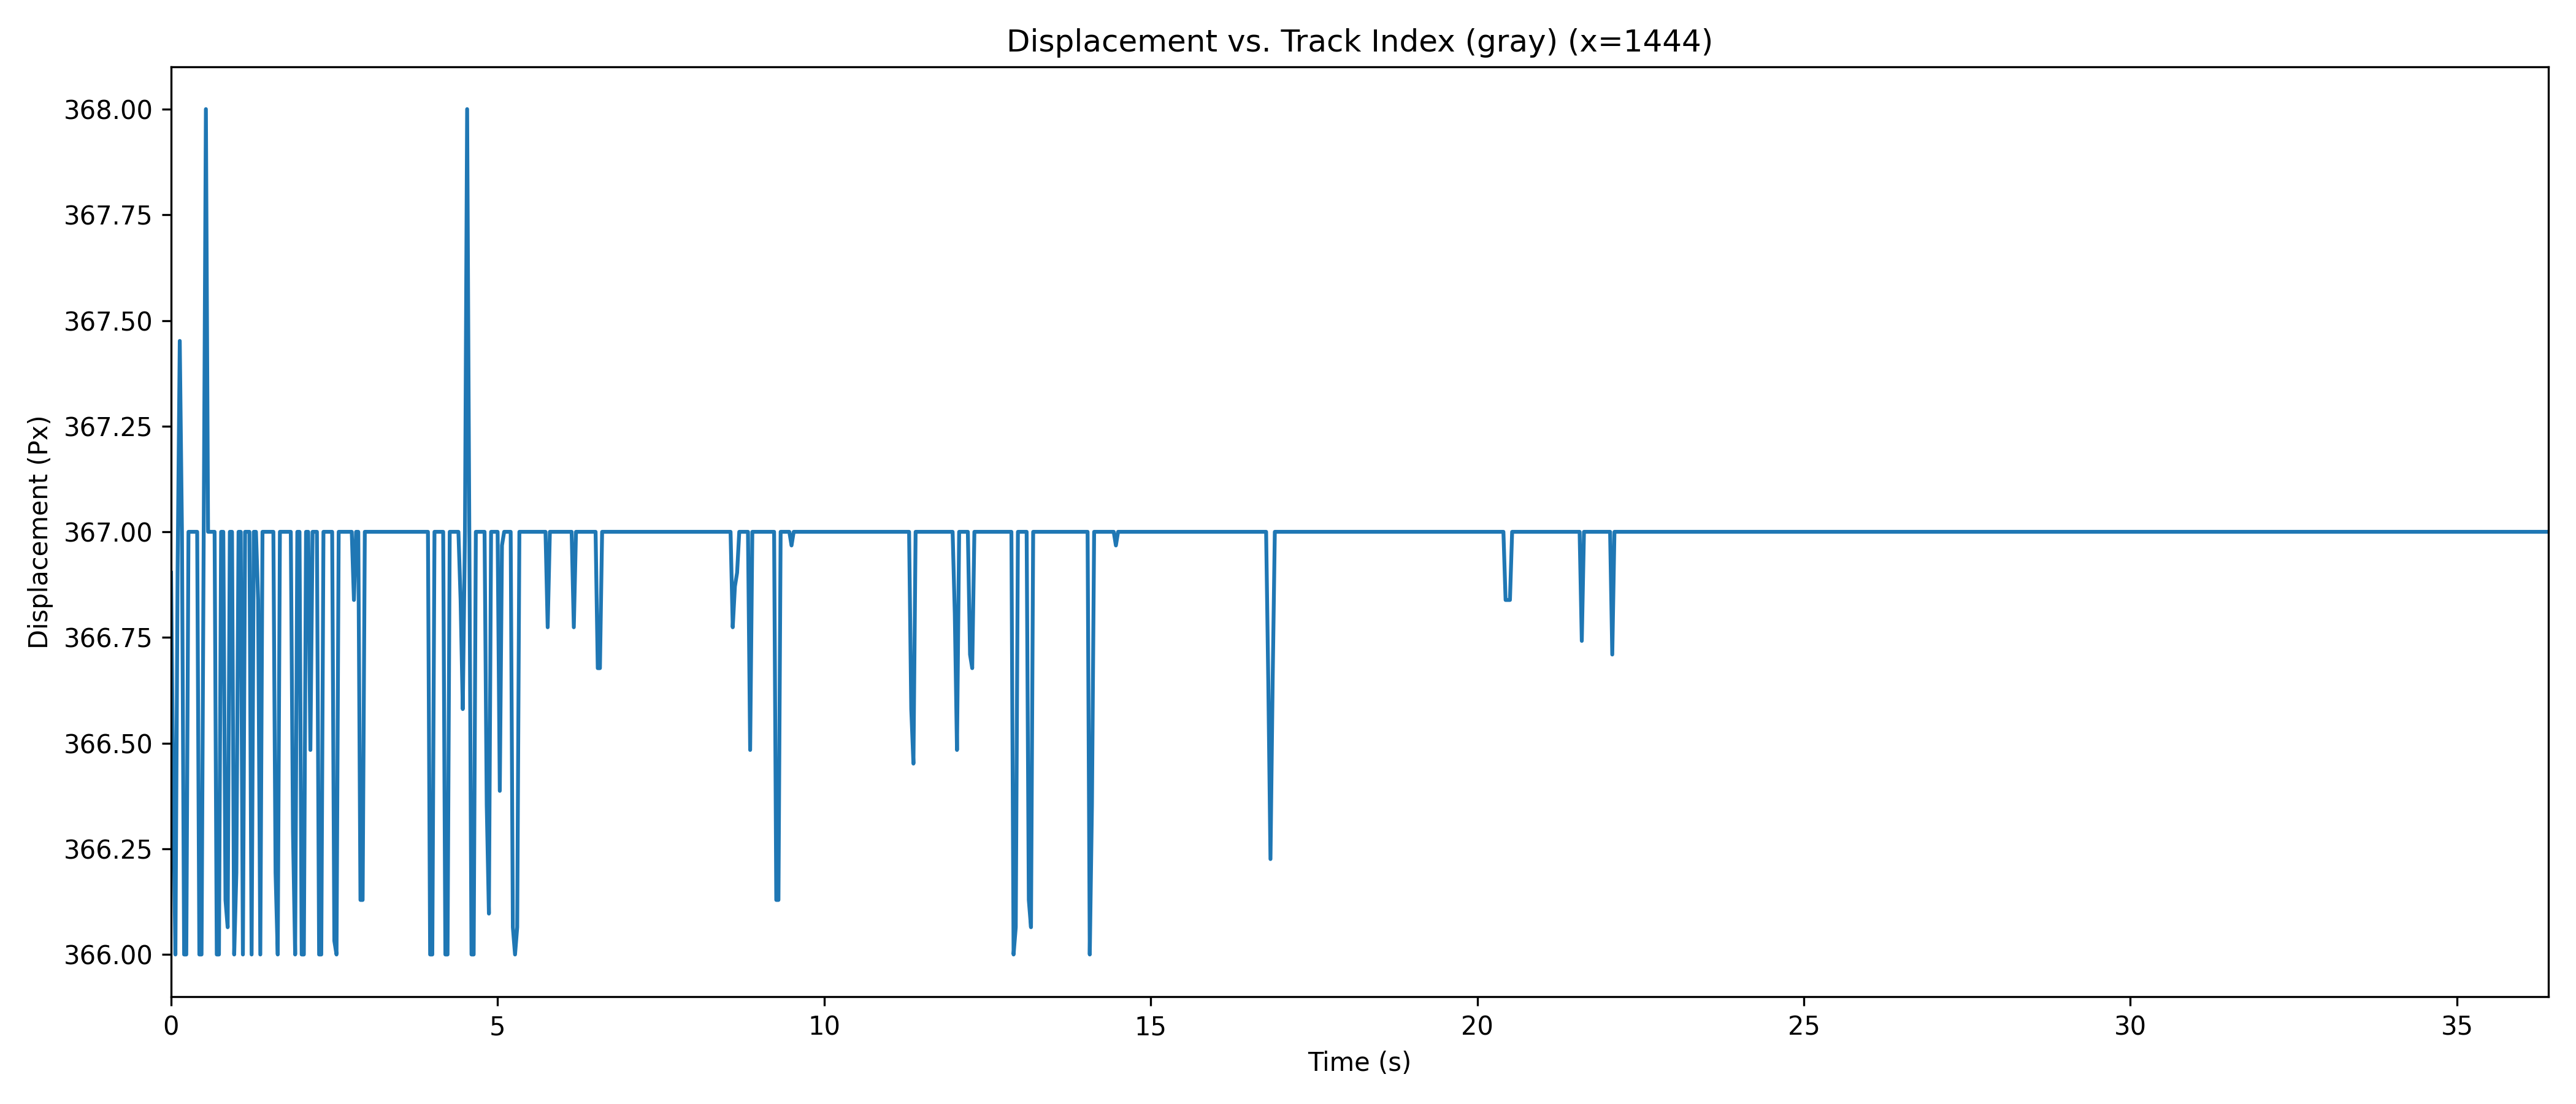 Displacement vs. Track Index (gray) (x=1444)
368.00
367.75
367.50
367.25
367.00
366.75
366.50
366.25
366.00
Displacement (Px)
0 5 10 15 20 25 30 35
Time (s)